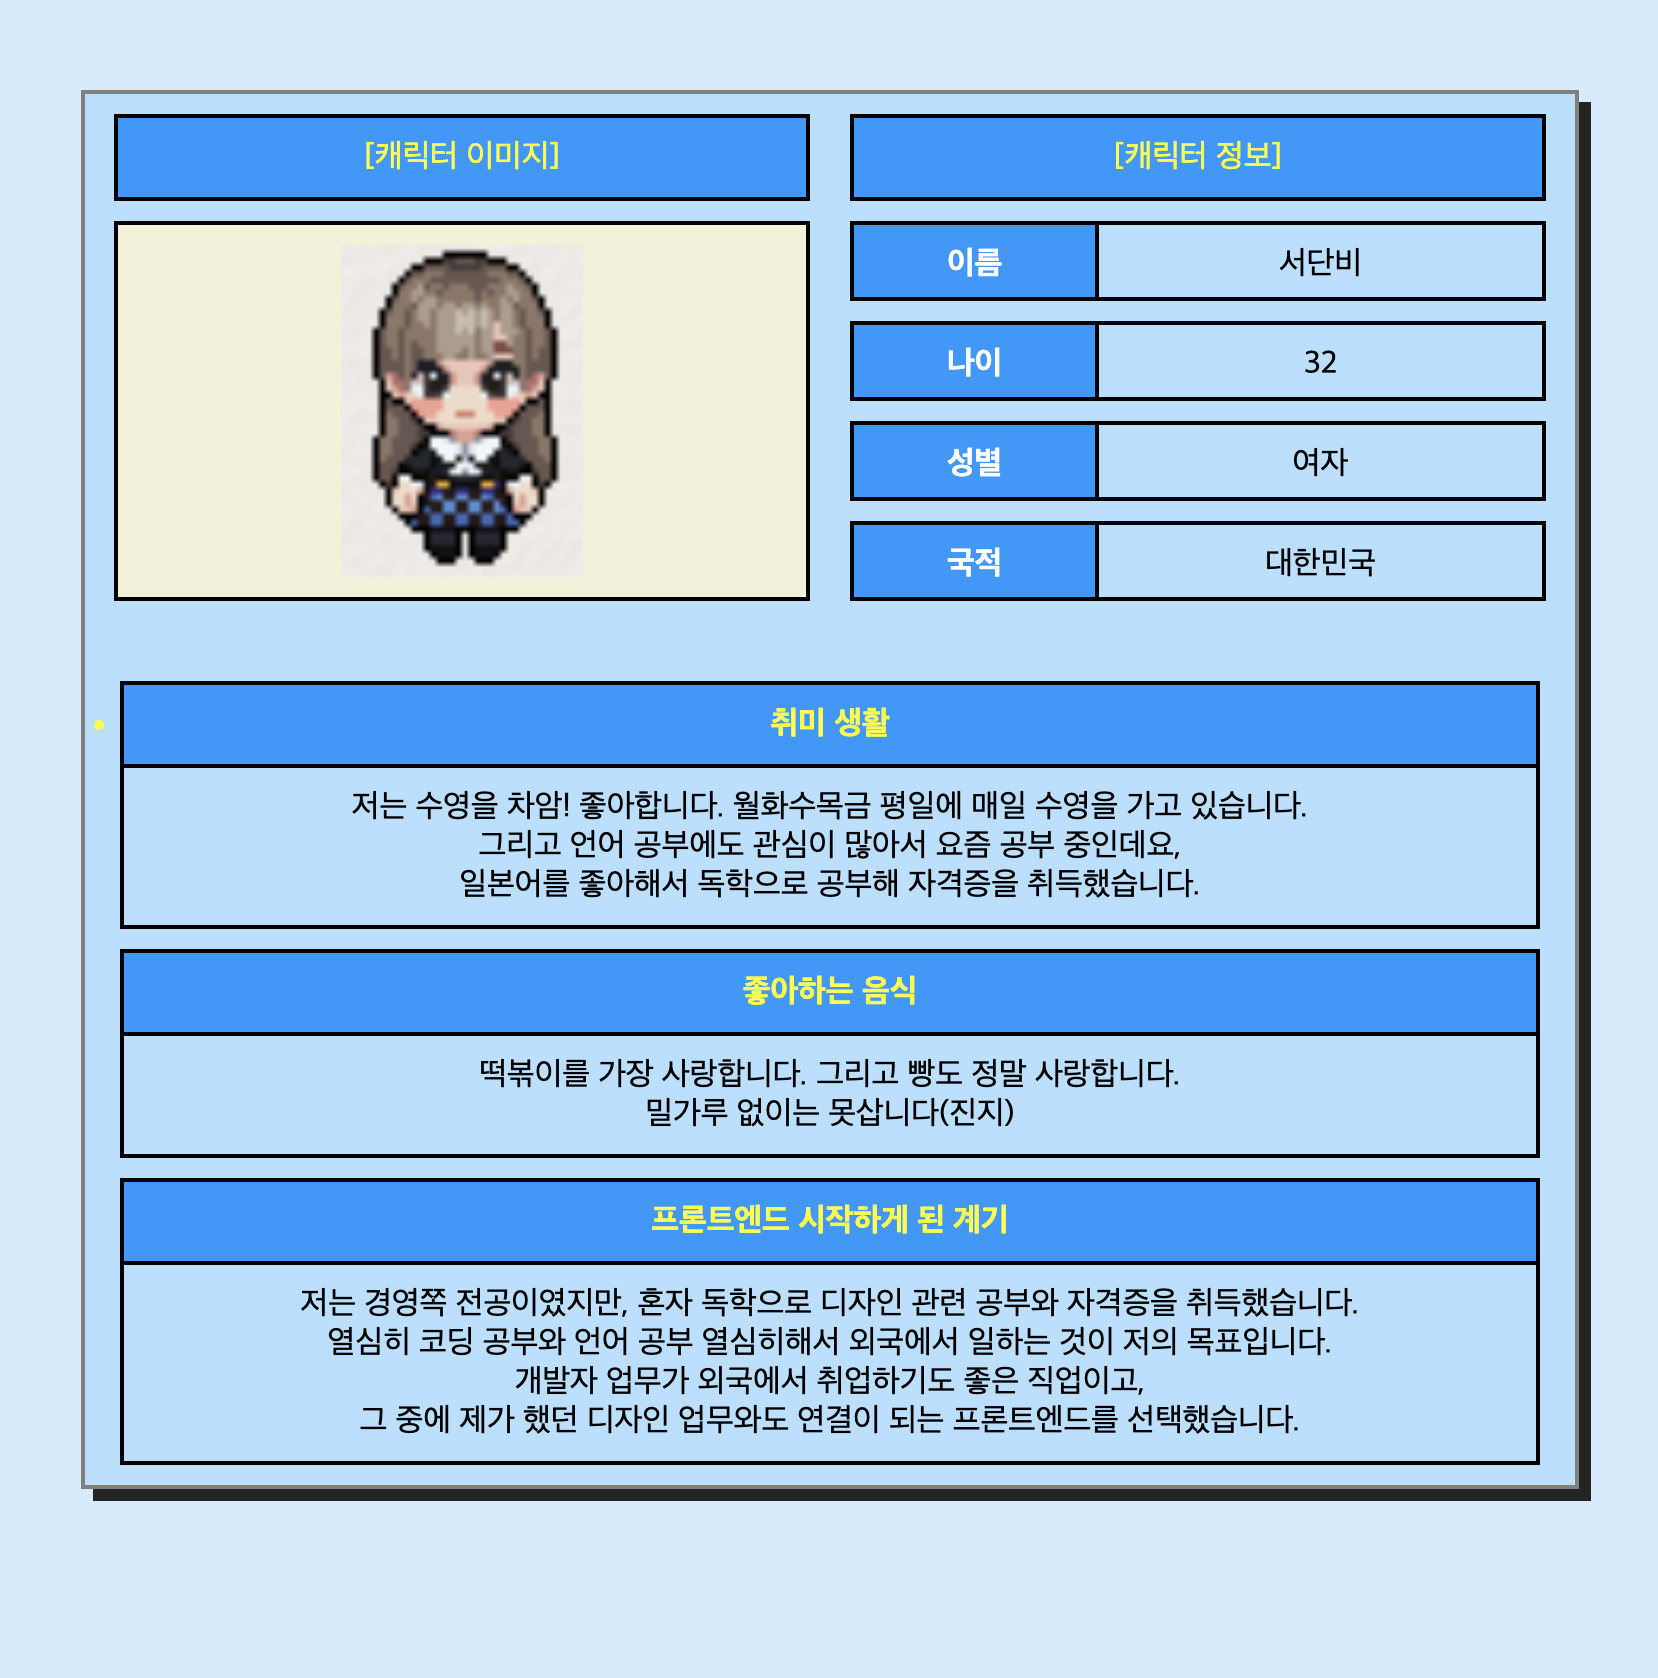 [캐릭터 이미지]
[캐릭터 정보]
이름
서단비
나이
32
성별
여자
국적
대한민국
취미 생활
저는 수영을 차암! 좋아합니다. 월화수목금 평일에 매일 수영을 가고 있습니다.
그리고 언어 공부에도 관심이 많아서 요즘 공부 중인데요,
일본어를 좋아해서 독학으로 공부해 자격증을 취득했습니다.
좋아하는 음식
떡볶이를 가장 사랑합니다. 그리고 빵도 정말 사랑합니다.
밀가루 없이는 못삽니다(진지)
프론트엔드 시작하게 된 계기
저는 경영쪽 전공이였지만, 혼자 독학으로 디자인 관련 공부와 자격증을 취득했습니다.
열심히 코딩 공부와 언어 공부 열심히해서 외국에서 일하는 것이 저의 목표입니다.
개발자 업무가 외국에서 취업하기도 좋은 직업이고,
그 중에 제가 했던 디자인 업무와도 연결이 되는 프론트엔드를 선택했습니다.